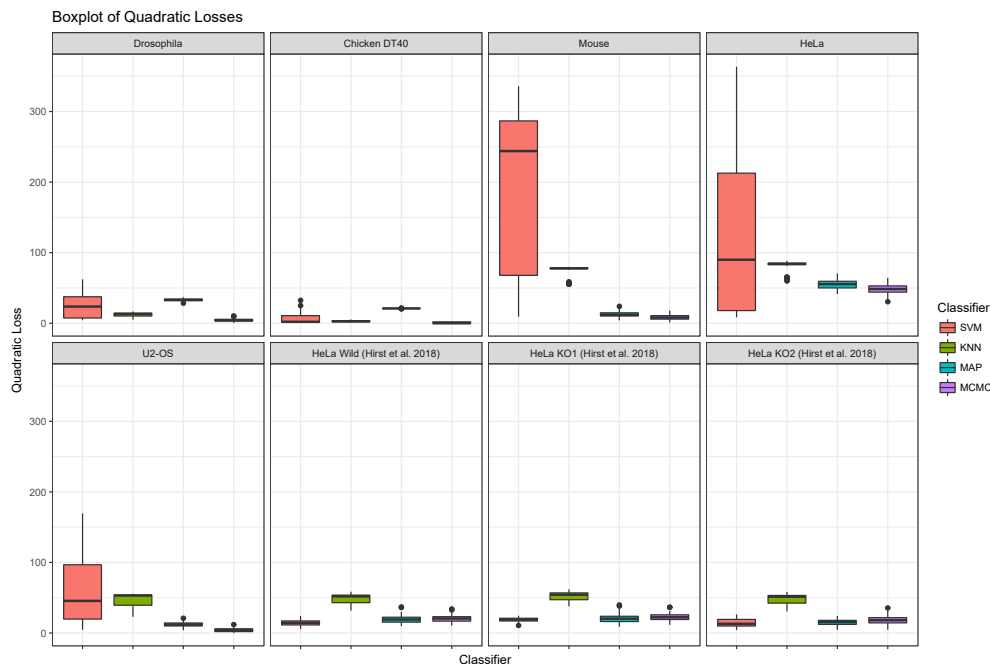 Boxplot of Quadratic Losses
Drosophila
Chicken DT40
Mouse
HeLa
300
200
100
0
U2-OS
HeLa Wild (Hirst et al. 2018)
HeLa KO1 (Hirst et al. 2018)
HeLa KO2 (Hirst et al. 2018)
300
200
100
0
Quadratic Loss
Classifier
Classifier
SVM
KNN
MAP
MCMC